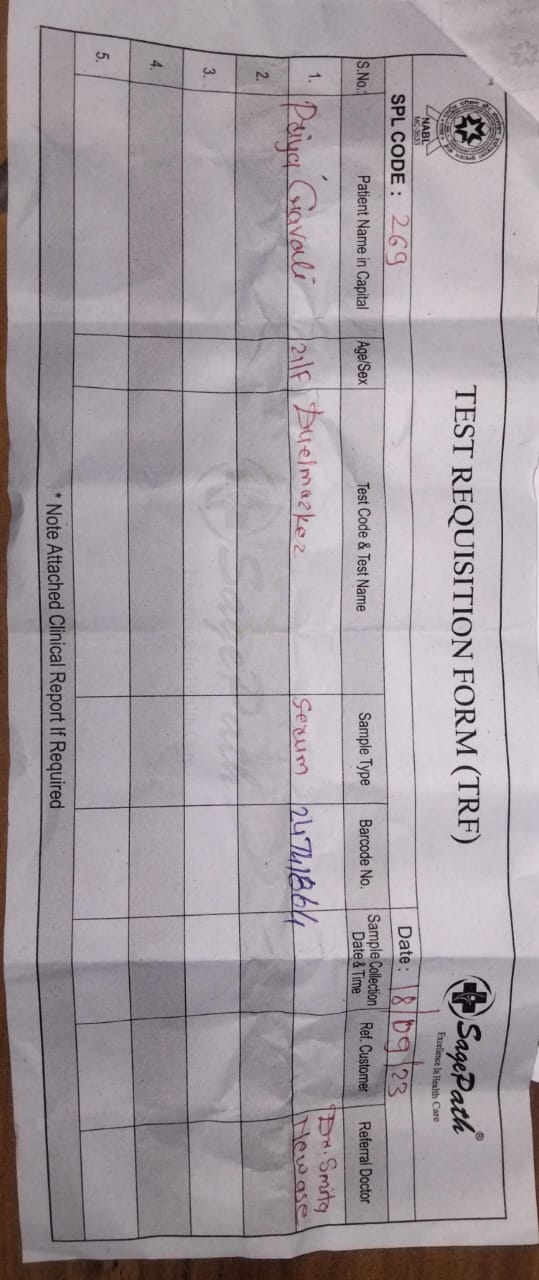 TEST REQUISITION FORM (TRF)
NABL
MC-3633
SagePath®
Excellence In Health Care
SPL CODE : 269
Date : 18/09/23
S.No. Patient Name in Capital Age/Sex Test Code & Test Name Sample Type Barcode No. Sample Collection Date & Time Ref. Customer Referral Doctor
1. Priya Gavali 21/F Duelmarker Serum 24741864 Dr. Smita Newase
2.
3.
4.
5.
* Note Attached Clinical Report If Required
SagePath